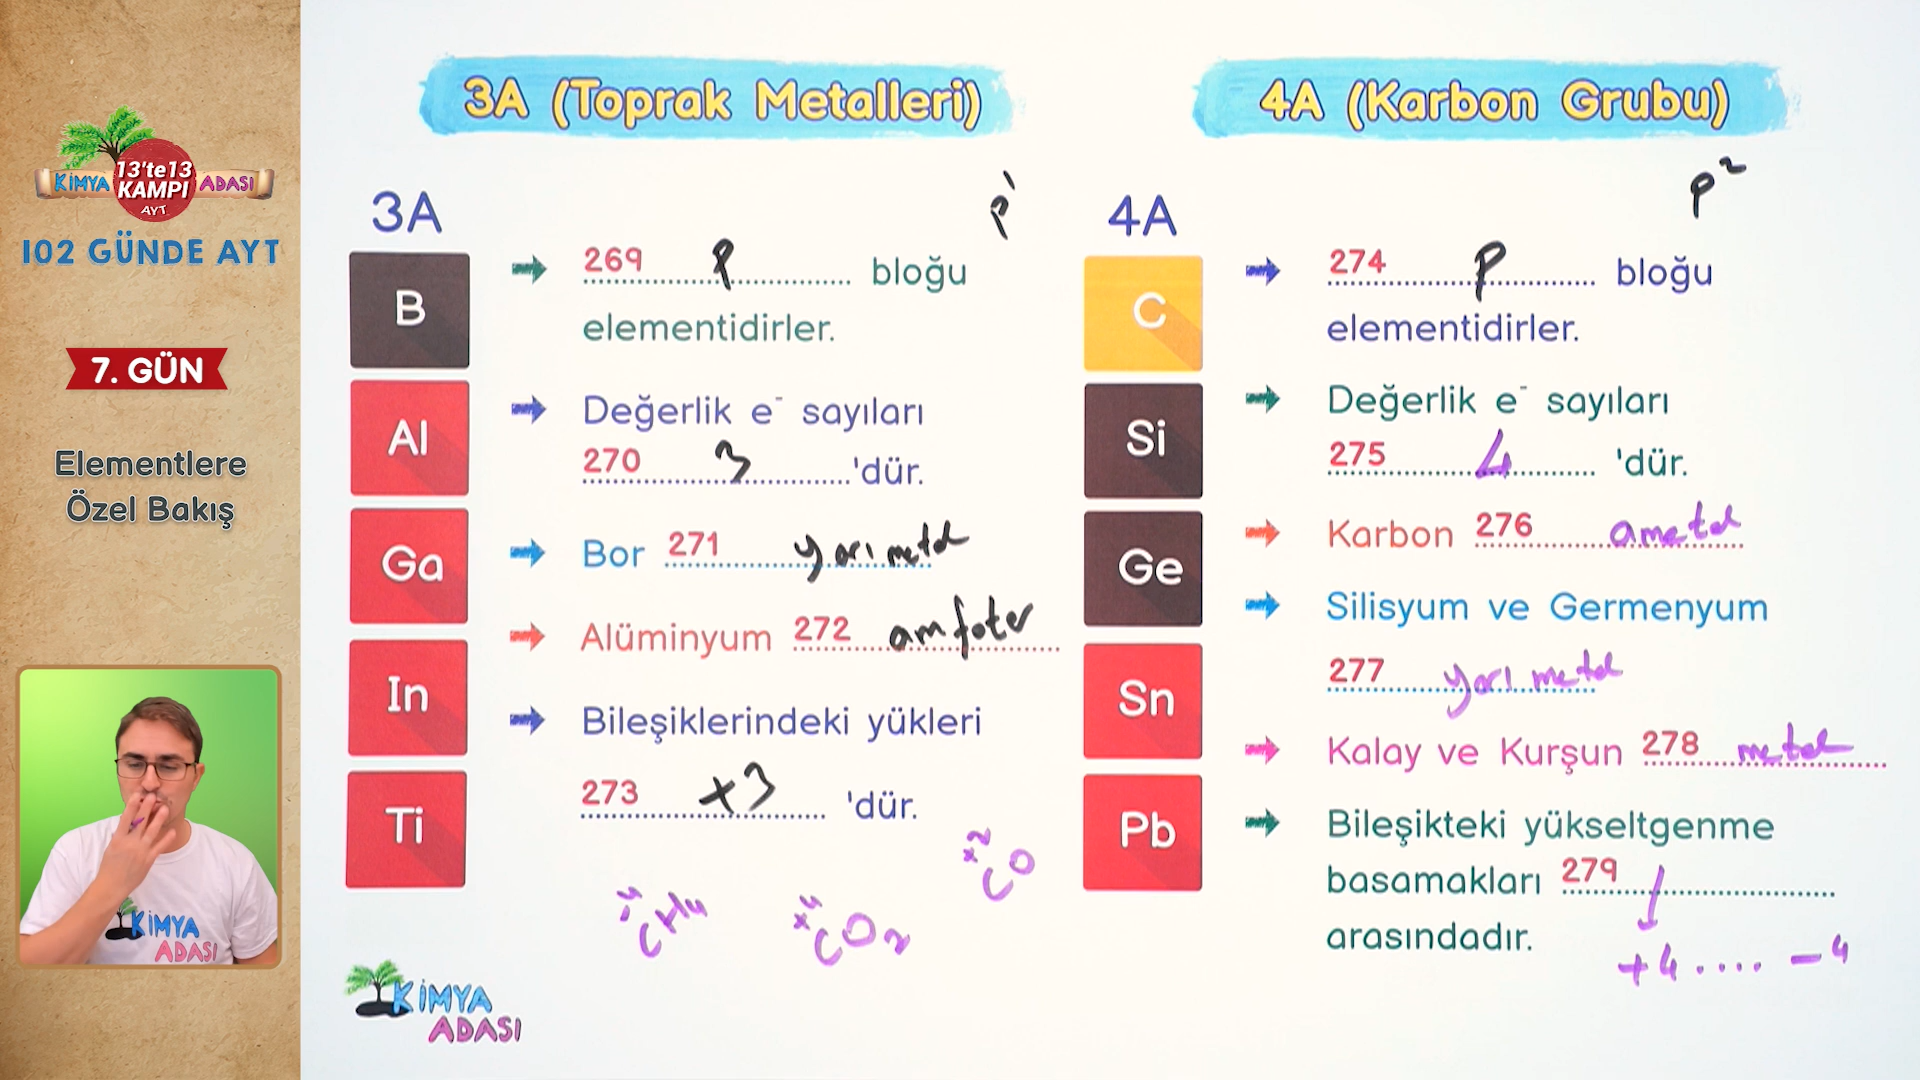 KİMYA ADASI
13'te13
KAMPI
AYT
102 GÜNDE AYT
7. GÜN
Elementlere
Özel Bakış
KİMYA
ADASI
3A (Toprak Metalleri)
p¹
3A
B
Al
Ga
In
Ti
269 p bloğu
elementidirler.
Değerlik e⁻ sayıları
270 3 'dür.
Bor 271 yarı metal
Alüminyum 272 amfoter
Bileşiklerindeki yükleri
273 +3 'dür.
⁻⁴CH₄
⁺⁴CO₂
⁺²CO
KİMYA
ADASI
4A (Karbon Grubu)
p²
4A
C
Si
Ge
Sn
Pb
274 p bloğu
elementidirler.
Değerlik e⁻ sayıları
275 4 'dür.
Karbon 276 ametal
Silisyum ve Germenyum
277 yarı metal
Kalay ve Kurşun 278 metal
Bileşikteki yükseltgenme
basamakları 279
arasındadır.
+4 .... -4